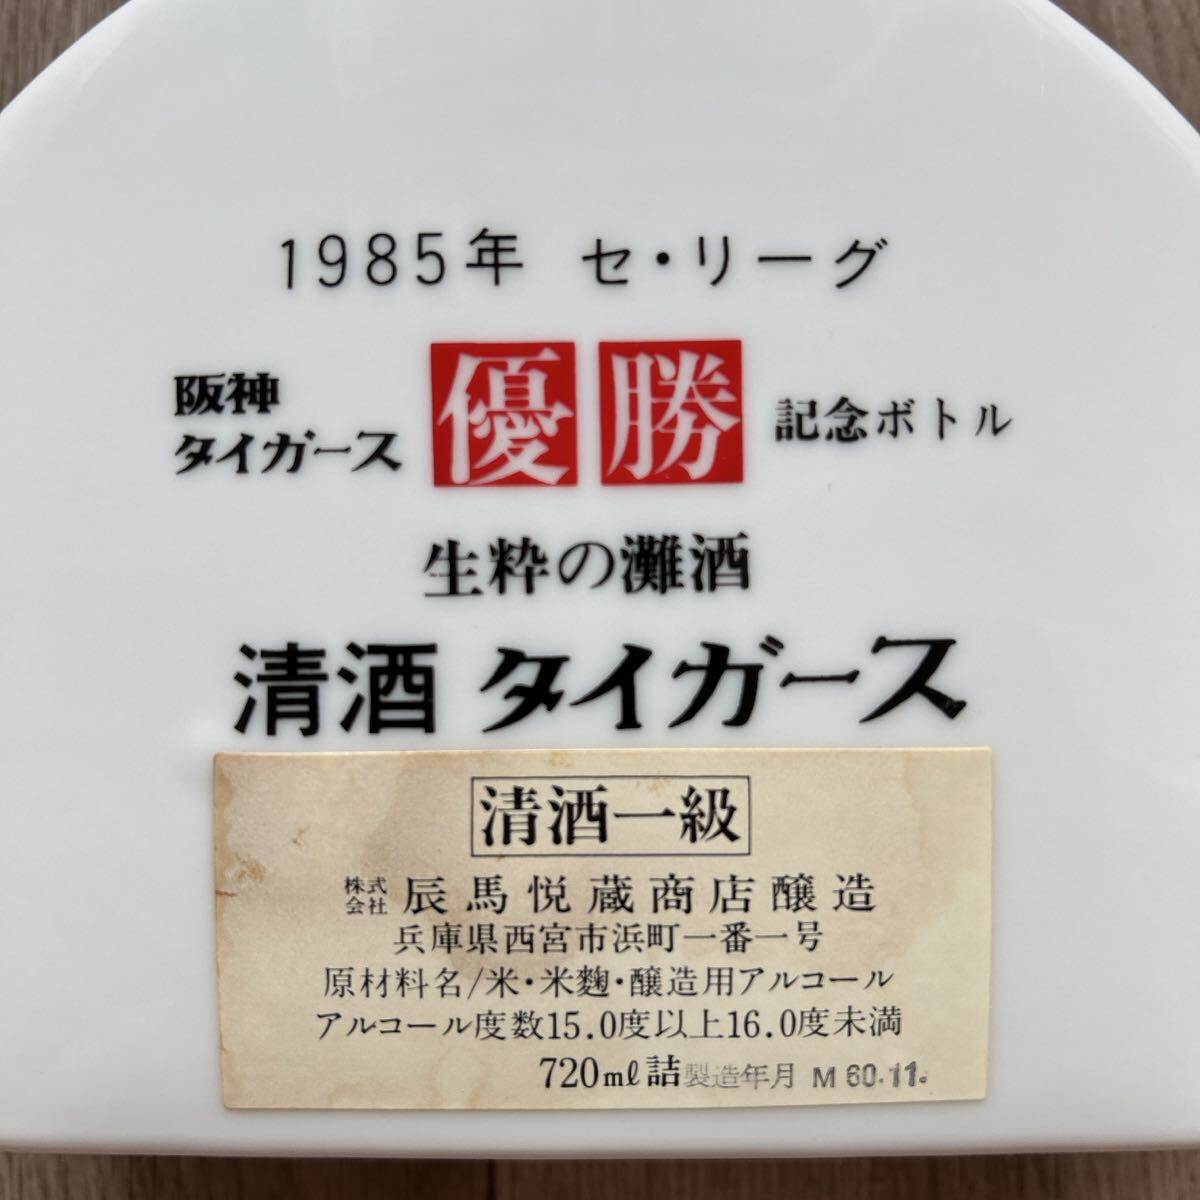 1985年 セ・リーグ
阪神タイガース 優勝 記念ボトル
生粋の灘酒
清酒 タイガース
清酒一級
株式会社 辰馬悦蔵商店醸造
兵庫県西宮市浜町一番一号
原材料名/米・米麴・醸造用アルコール
アルコール度数15.0度以上16.0度未満
720mℓ詰 製造年月 M 60.11.